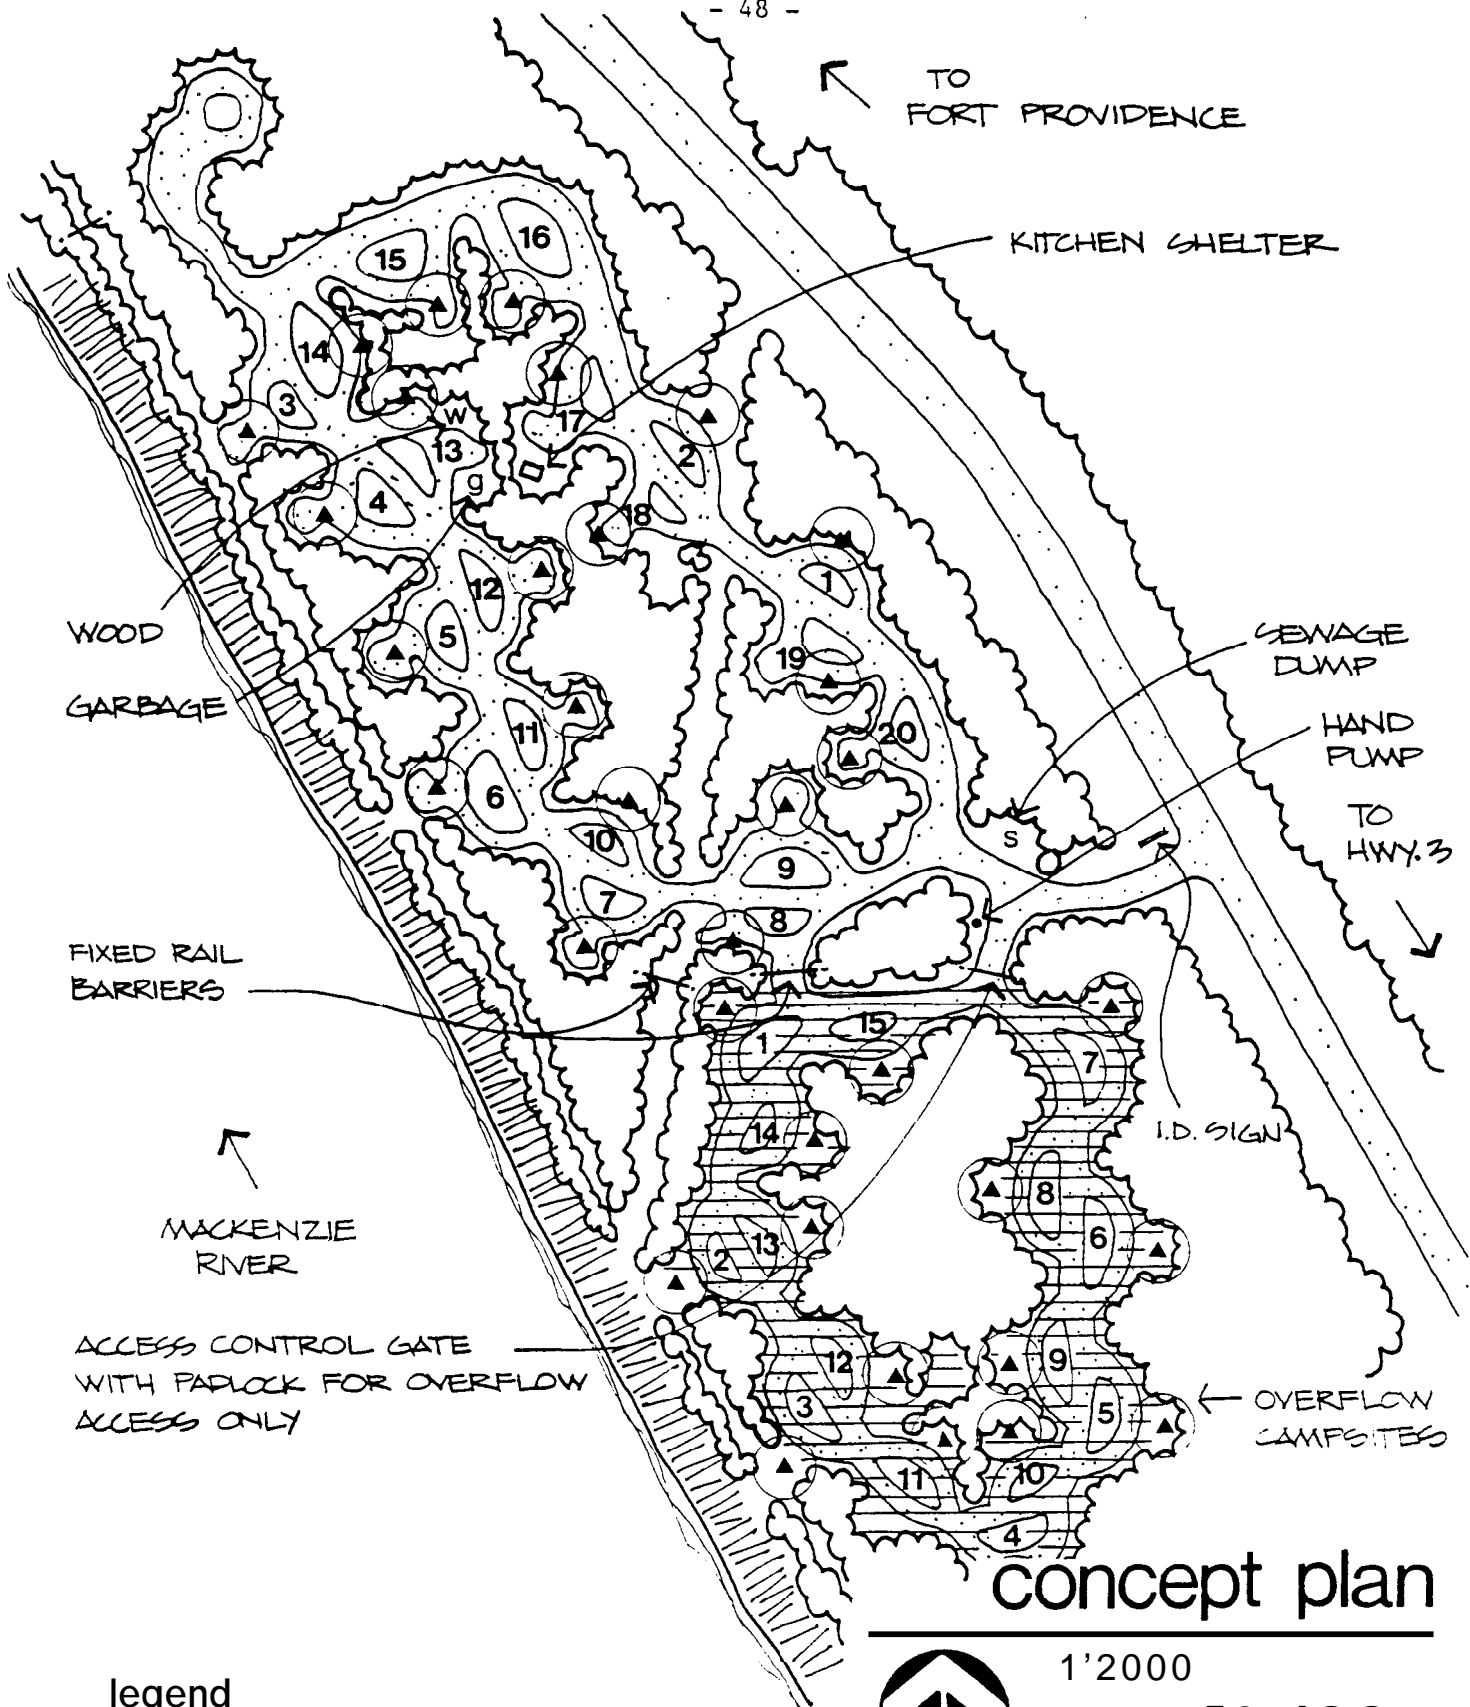 - 48 -
TO
FORT PROVIDENCE
KITCHEN SHELTER
16
15
14
3
W
17
13
2
g
4
18
12
1
WOOD
5
SEWAGE
DUMP
19
GARBAGE
11
20
HAND
PUMP
6
TO
HWY.3
10
S
9
7
8
FIXED RAIL
BARRIERS
15
1
7
14
I.D. SIGN
8
MACKENZIE
RIVER
6
13
2
ACCESS CONTROL GATE
WITH PADLOCK FOR OVERFLOW
ACCESS ONLY
12
9
3
5
OVERFLOW
CAMPSITES
11
10
4
concept plan
1'2000
legend